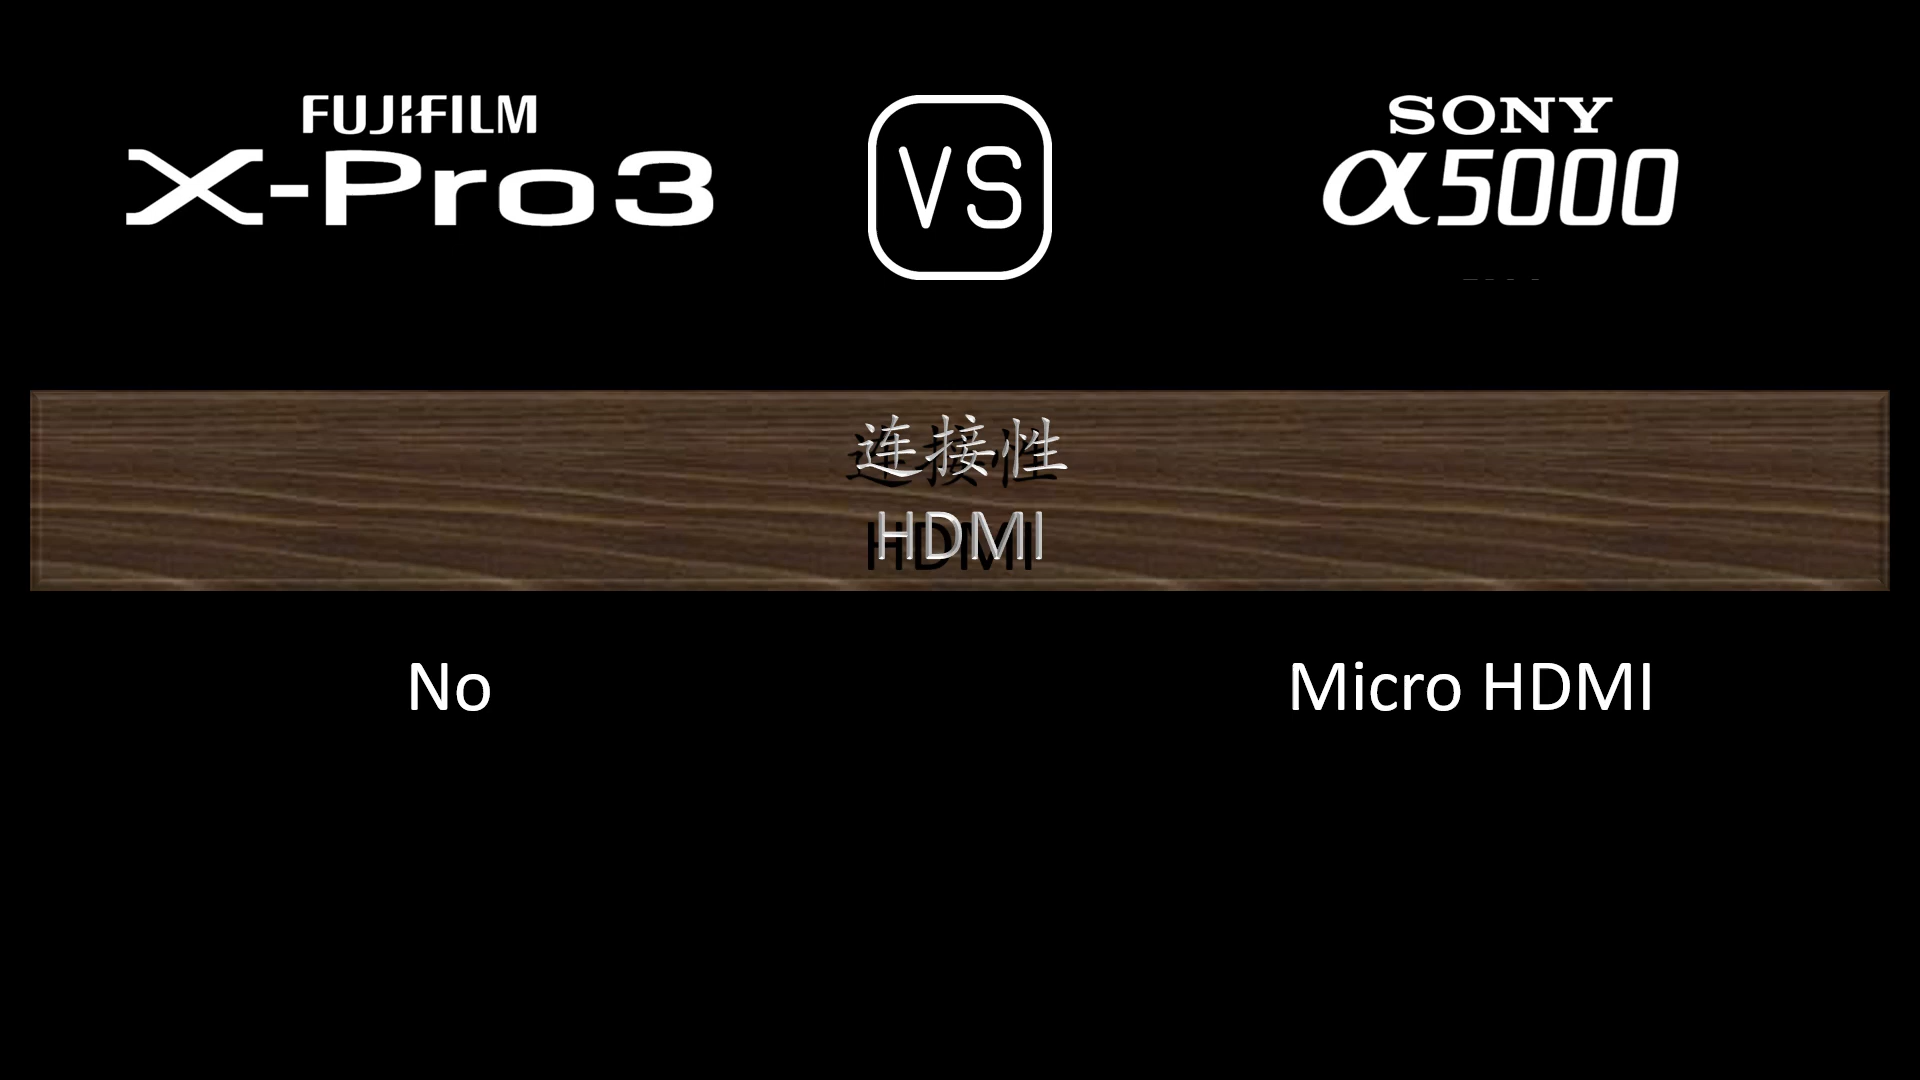 FUJIFILM
X-Pro3
VS
SONY
α5000
连接性
HDMI
No
Micro HDMI